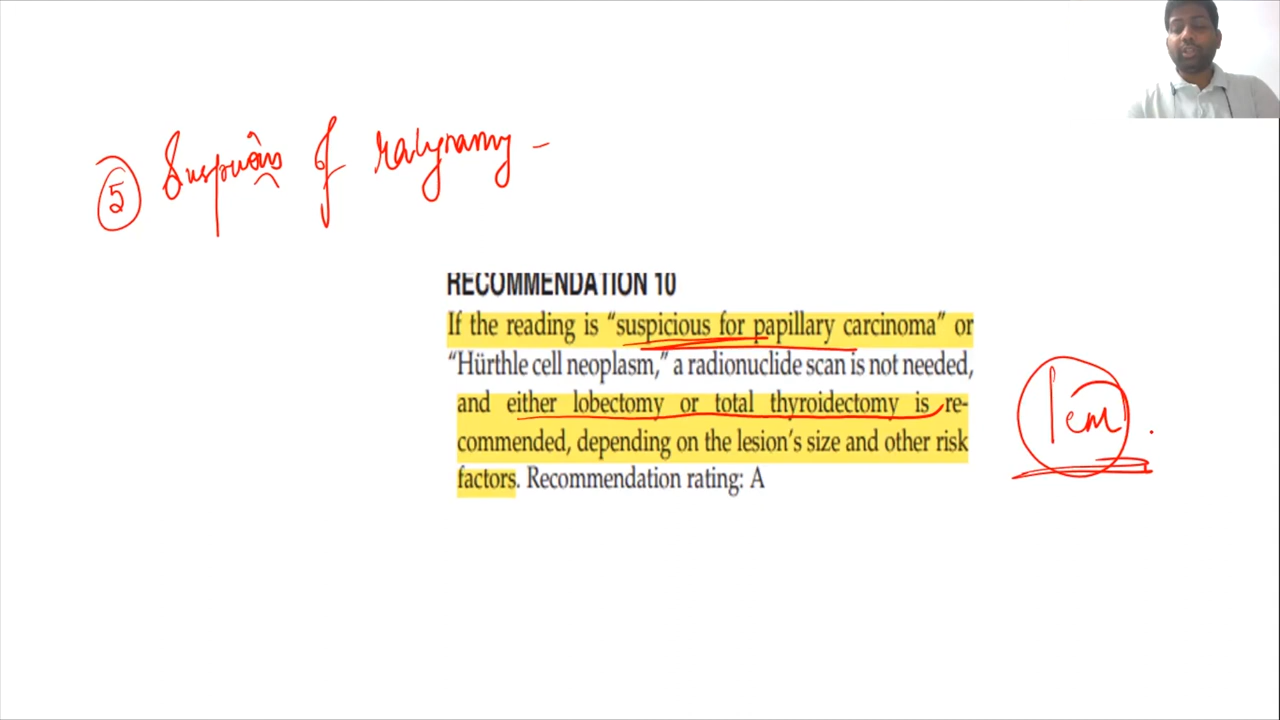 ⑤ Suspicious of Malignancy -
RECOMMENDATION 10
If the reading is “suspicious for papillary carcinoma” or
“Hürthle cell neoplasm,” a radionuclide scan is not needed,
and either lobectomy or total thyroidectomy is re-
commended, depending on the lesion’s size and other risk
factors. Recommendation rating: A
1cm.